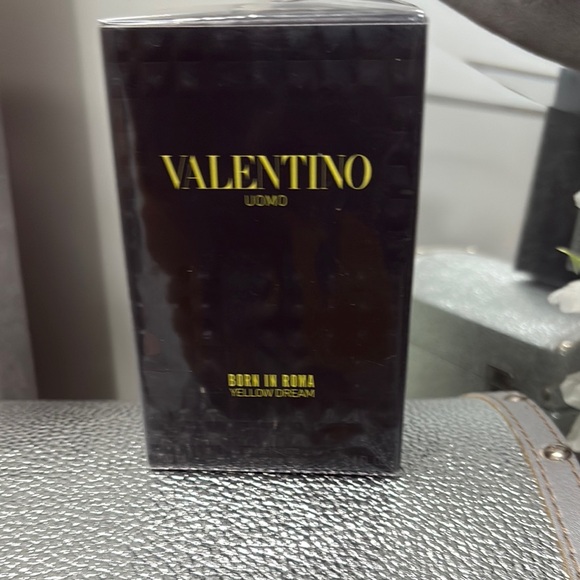 VALENTINO
UOMO
BORN IN ROMA
YELLOW DREAM